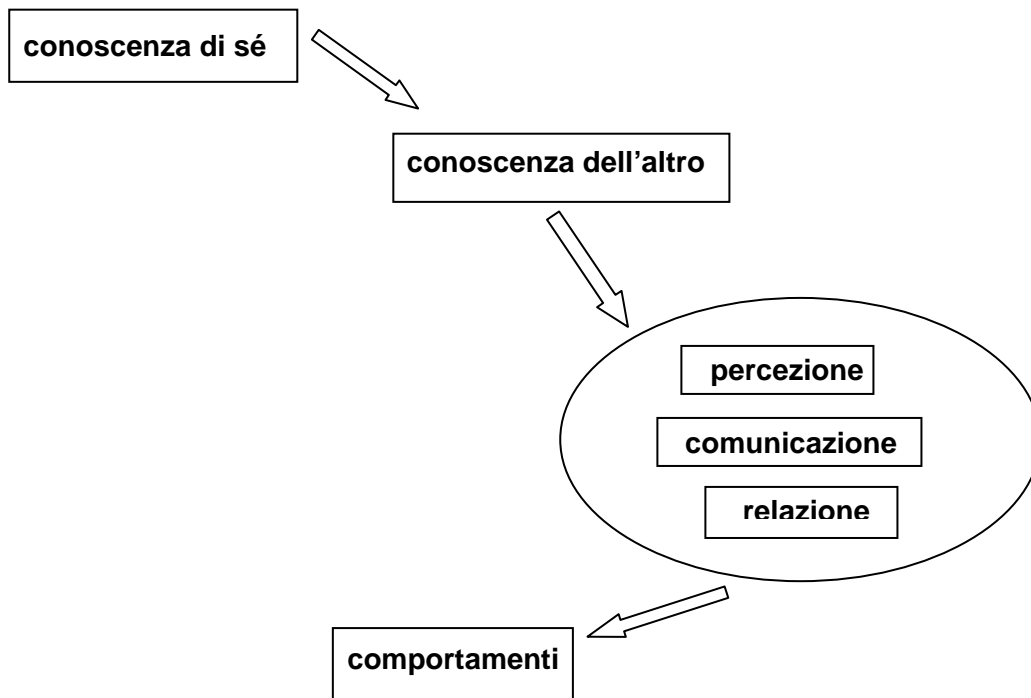 conoscenza di sé
conoscenza dell'altro
percezione
comunicazione
relazione
comportamenti